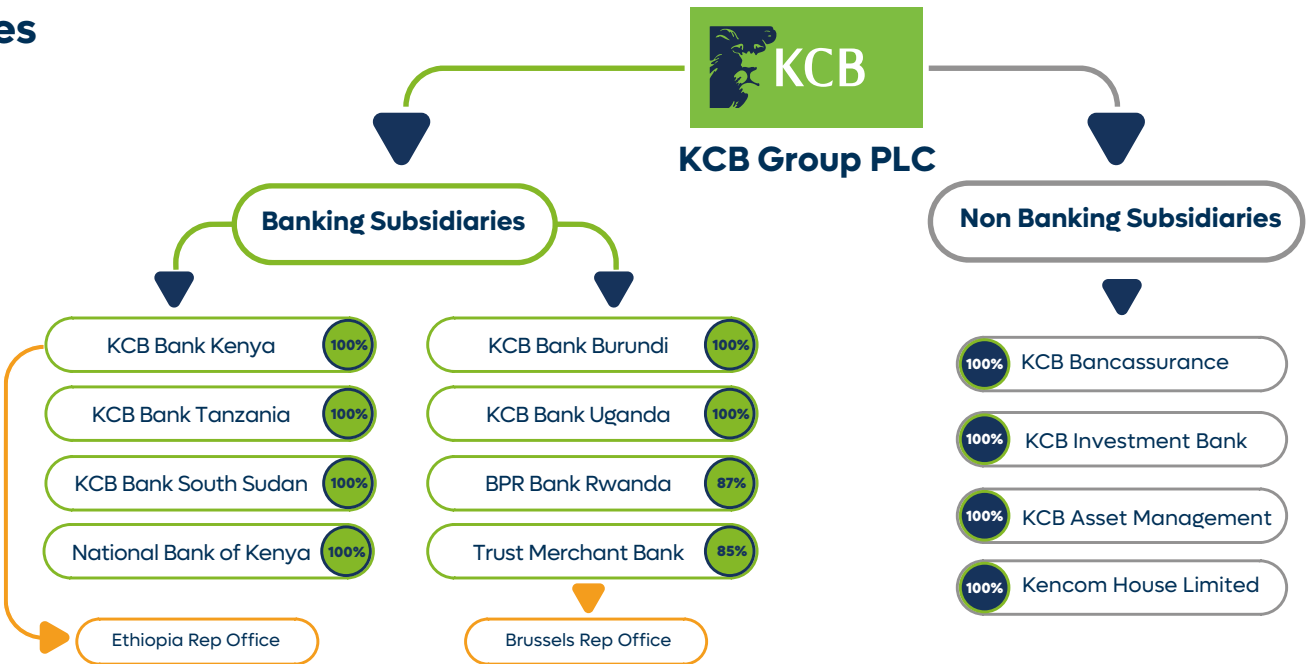 es
KCB
KCB Group PLC
Banking Subsidiaries
Non Banking Subsidiaries
KCB Bank Kenya 100%
KCB Bank Tanzania 100%
KCB Bank South Sudan 100%
National Bank of Kenya 100%
Ethiopia Rep Office
KCB Bank Burundi 100%
KCB Bank Uganda 100%
BPR Bank Rwanda 87%
Trust Merchant Bank 85%
Brussels Rep Office
100% KCB Bancassurance
100% KCB Investment Bank
100% KCB Asset Management
100% Kencom House Limited